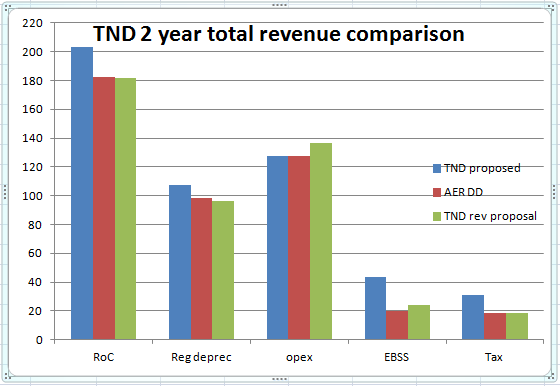 TND 2 year total revenue comparison
220
200
180
160
140
120
100
80
60
40
20
0
TND proposed
AER DD
TND rev proposal
RoC Reg deprec opex EBSS Tax